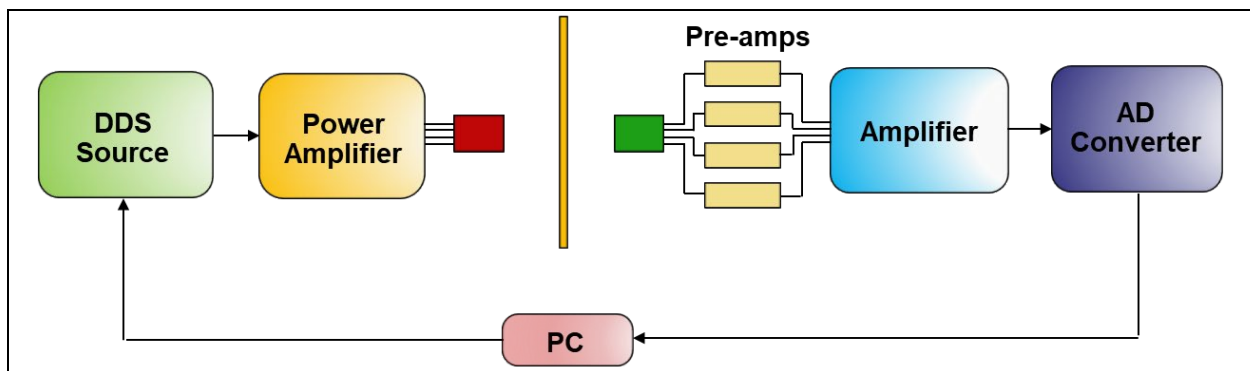 Pre-amps
DDS
Source
Power
Amplifier
Amplifier
AD
Converter
PC